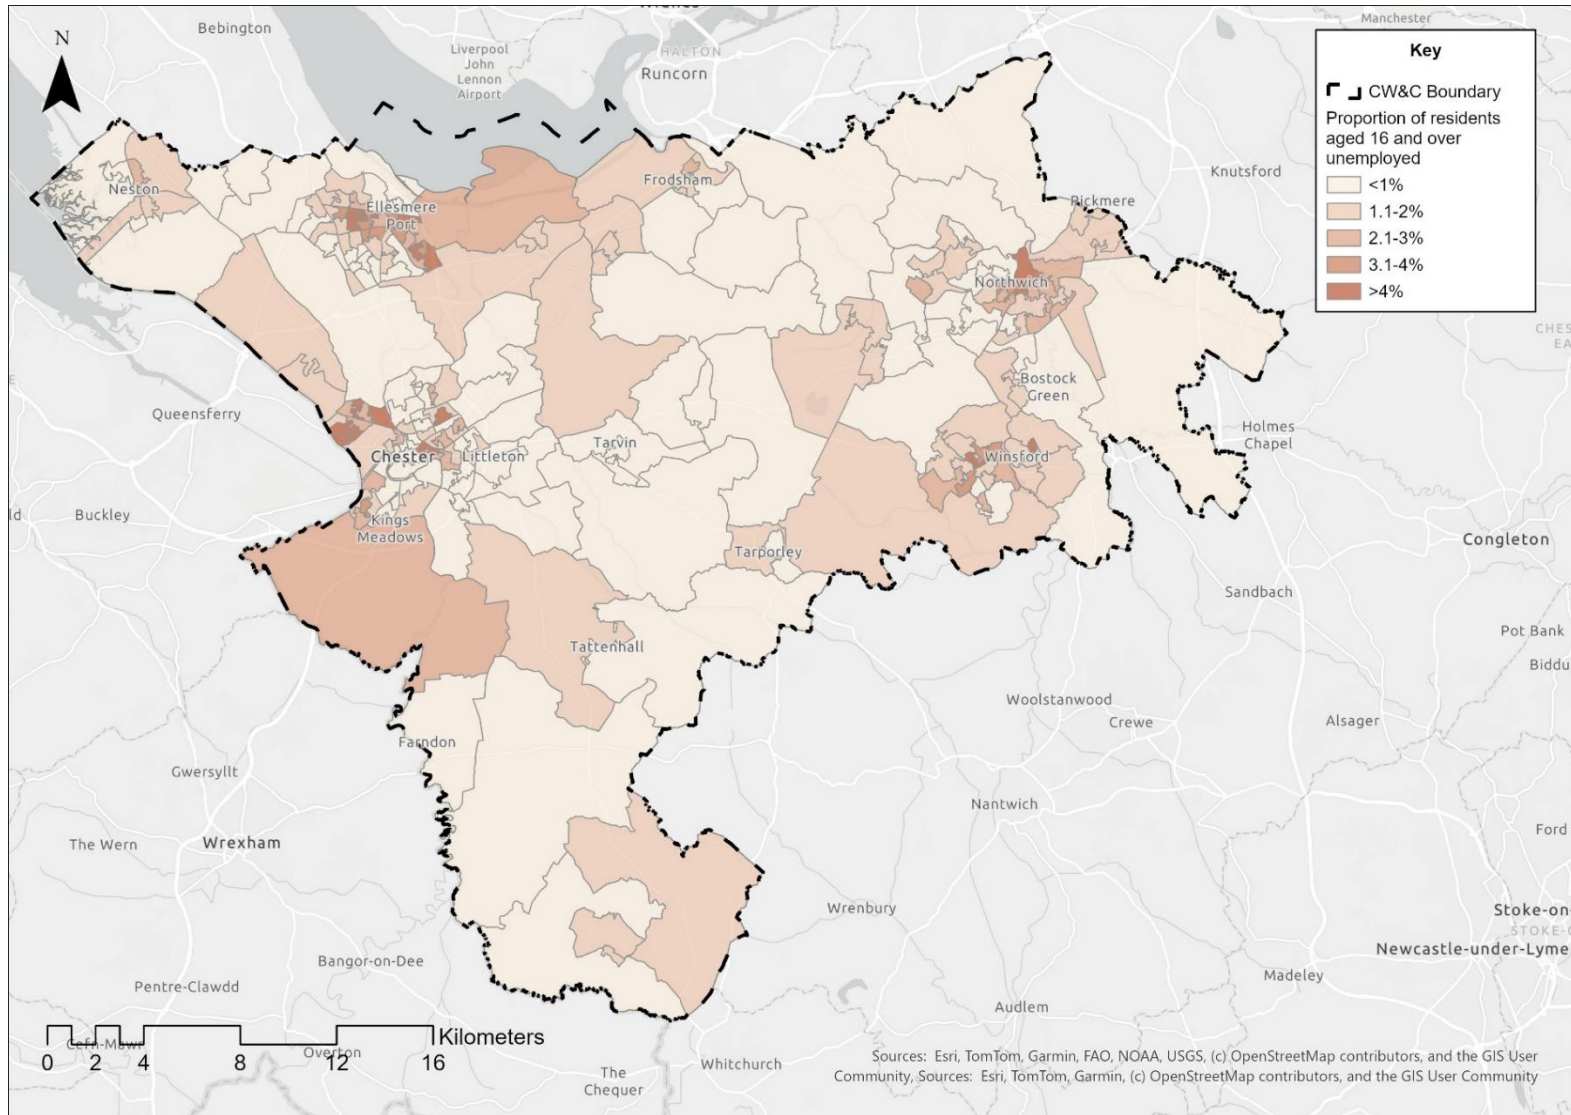 Bebington
Manchester
N
Liverpool
John
Lennon
Airport
HALTON
Runcorn
Key
CW&C Boundary
Proportion of residents
aged 16 and over
unemployed
<1%
1.1-2%
2.1-3%
3.1-4%
>4%
Neston
Frodsham
Knutsford
Ellesmere
Port
Pickmere
Northwich
Bostock
Green
Queensferry
Holmes
Chapel
Tarvin
Chester
Littleton
Winsford
Buckley
Kings
Meadows
Tarporley
Congleton
Sandbach
Pot Bank
Tattenhall
Biddu
Woolstanwood
Crewe
Alsager
Farndon
Gwersyllt
Nantwich
The Wern
Wrexham
Ford
Wrenbury
Stoke-on-
STOKE-O
Newcastle-under-Lyme
Bangor-on-Dee
Madeley
Pentre-Clawdd
Audlem
Kilometers
Cefn-Mawr
Overton
0 2 4 8 12 16
Whitchurch
The
Chequer
Sources: Esri, TomTom, Garmin, FAO, NOAA, USGS, (c) OpenStreetMap contributors, and the GIS User
Community, Sources: Esri, TomTom, Garmin, (c) OpenStreetMap contributors, and the GIS User Community